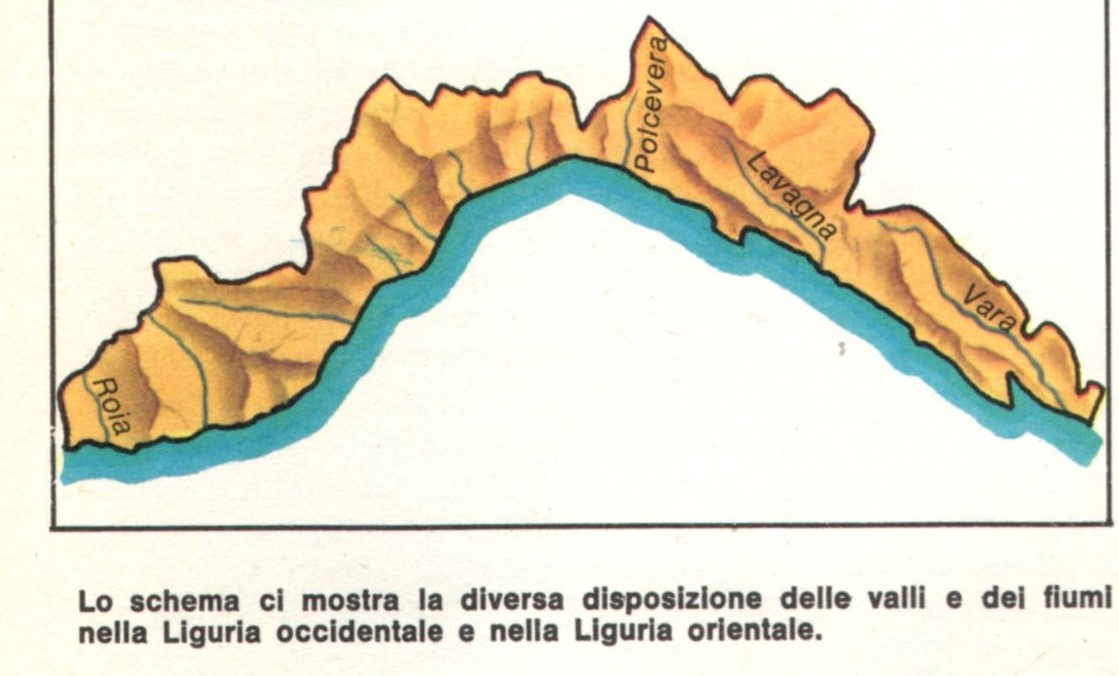 Polcevera
Lavagna
Vara
Roia
Lo schema ci mostra la diversa disposizione delle valli e dei fiumi
nella Liguria occidentale e nella Liguria orientale.